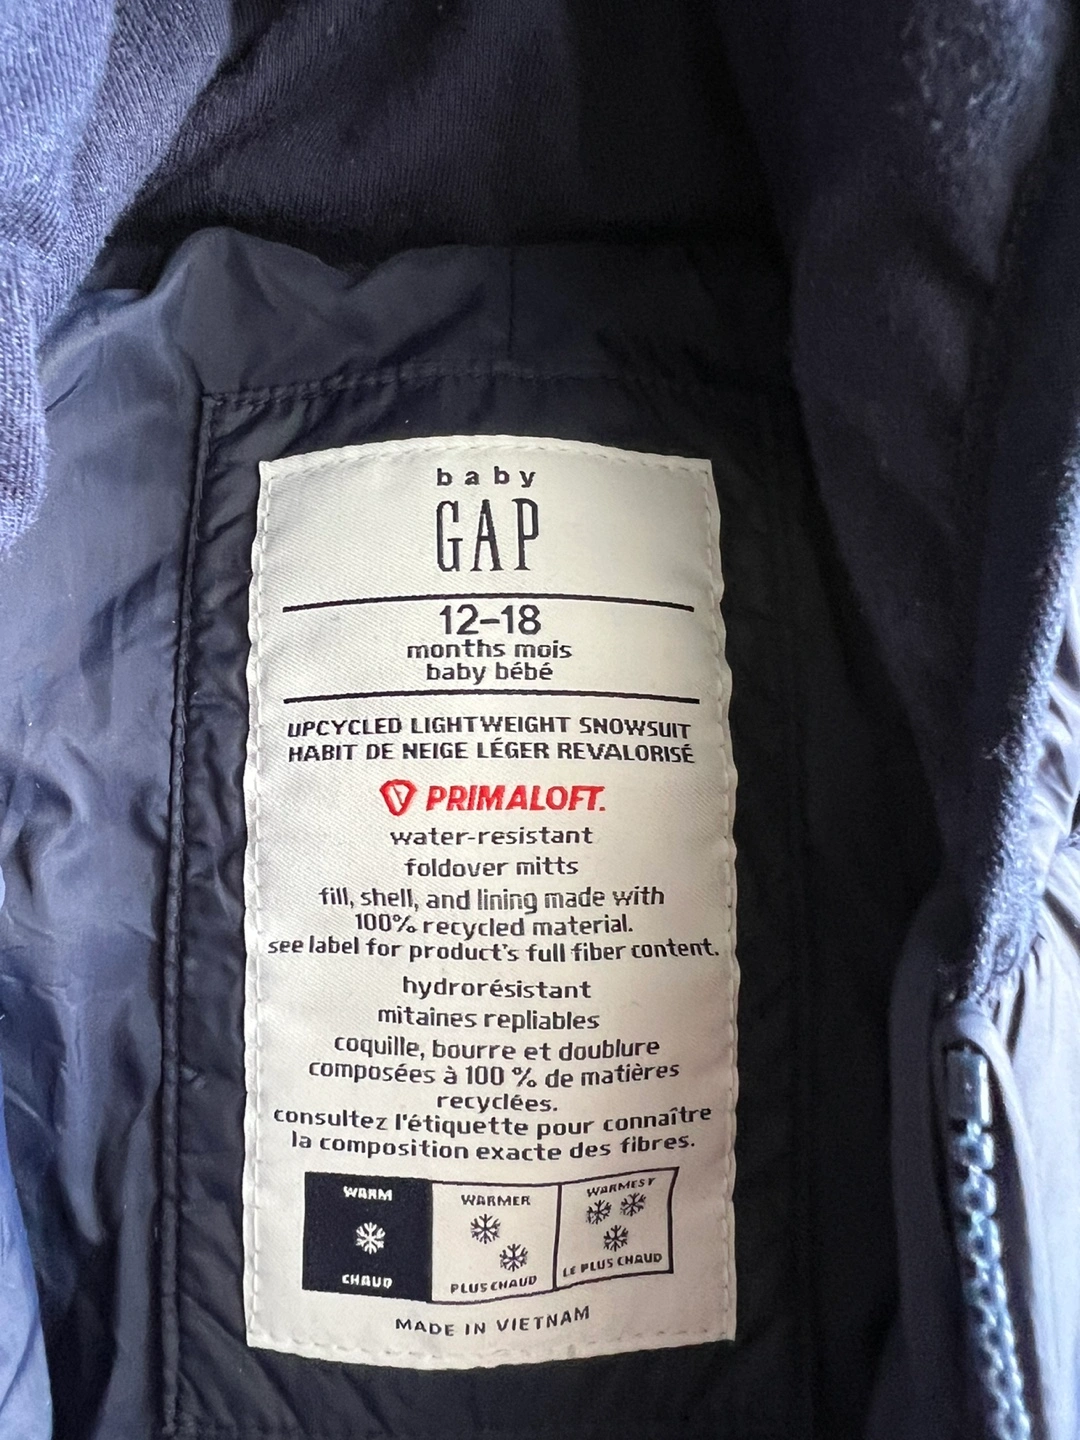 baby
GAP
12-18
months mois
baby bébé
UPCYCLED LIGHTWEIGHT SNOWSUIT
HABIT DE NEIGE LÉGER REVALORISÉ
PRIMALOFT.
water-resistant
foldover mitts
fill, shell, and lining made with
100% recycled material.
see label for product's full fiber content.
hydrorésistant
mitaines repliables
coquille, bourre et doublure
composées à 100 % de matières
recyclées.
consultez l'étiquette pour connaître
la composition exacte des fibres.
WARM
CHAUD
WARMER
PLUS CHAUD
WARMEST
LE PLUS CHAUD
MADE IN VIETNAM